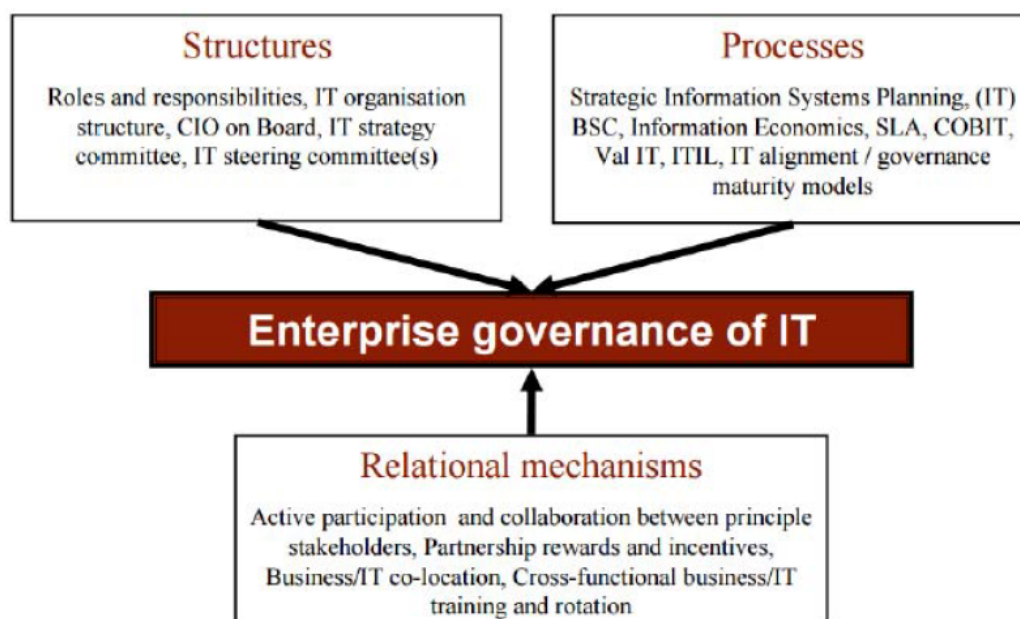 Structures
Roles and responsibilities, IT organisation
structure, CIO on Board, IT strategy
committee, IT steering committee(s)
Processes
Strategic Information Systems Planning, (IT)
BSC, Information Economics, SLA, COBIT,
Val IT, ITIL, IT alignment / governance
maturity models
Enterprise governance of IT
Relational mechanisms
Active participation and collaboration between principle
stakeholders, Partnership rewards and incentives,
Business/IT co-location, Cross-functional business/IT
training and rotation